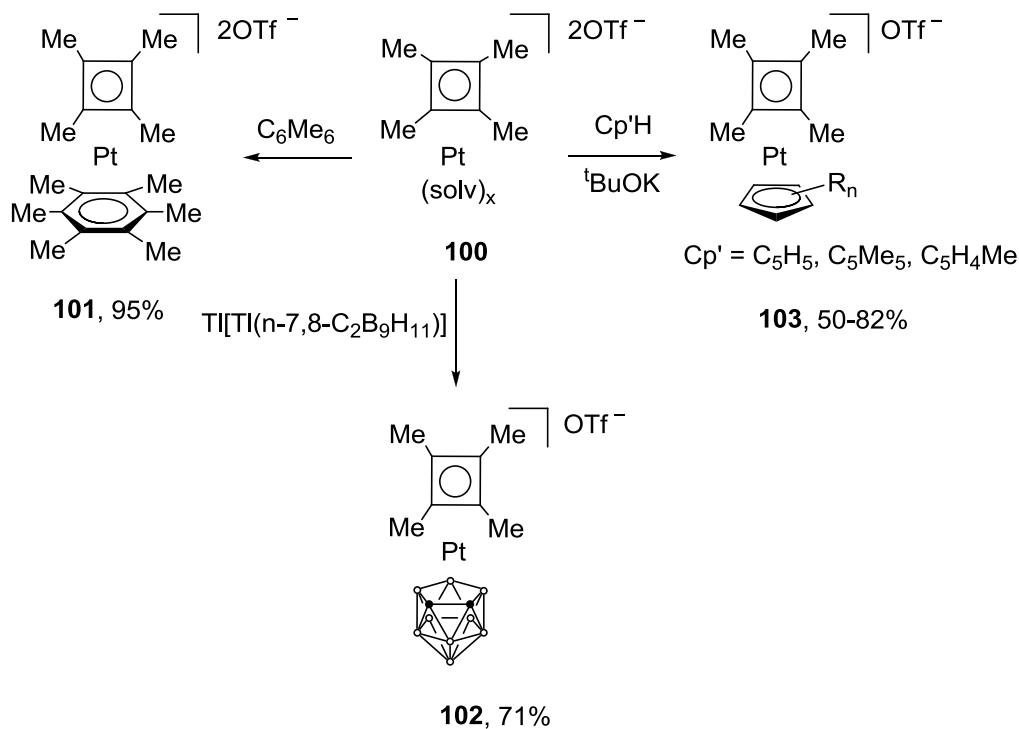 Me Me ] 2OTf⁻
Me Me
Pt
Me Me
Me Me
Me Me
101, 95%
C₆Me₆
Me Me ] 2OTf⁻
Me Me
Pt
(solv)ₓ
100
Cp'H
ᵗBuOK
Me Me ] OTf⁻
Me Me
Pt
Rₙ
Cp' = C₅H₅, C₅Me₅, C₅H₄Me
103, 50-82%
Tl[Tl(n-7,8-C₂B₉H₁₁)]
Me Me ] OTf⁻
Me Me
Pt
102, 71%